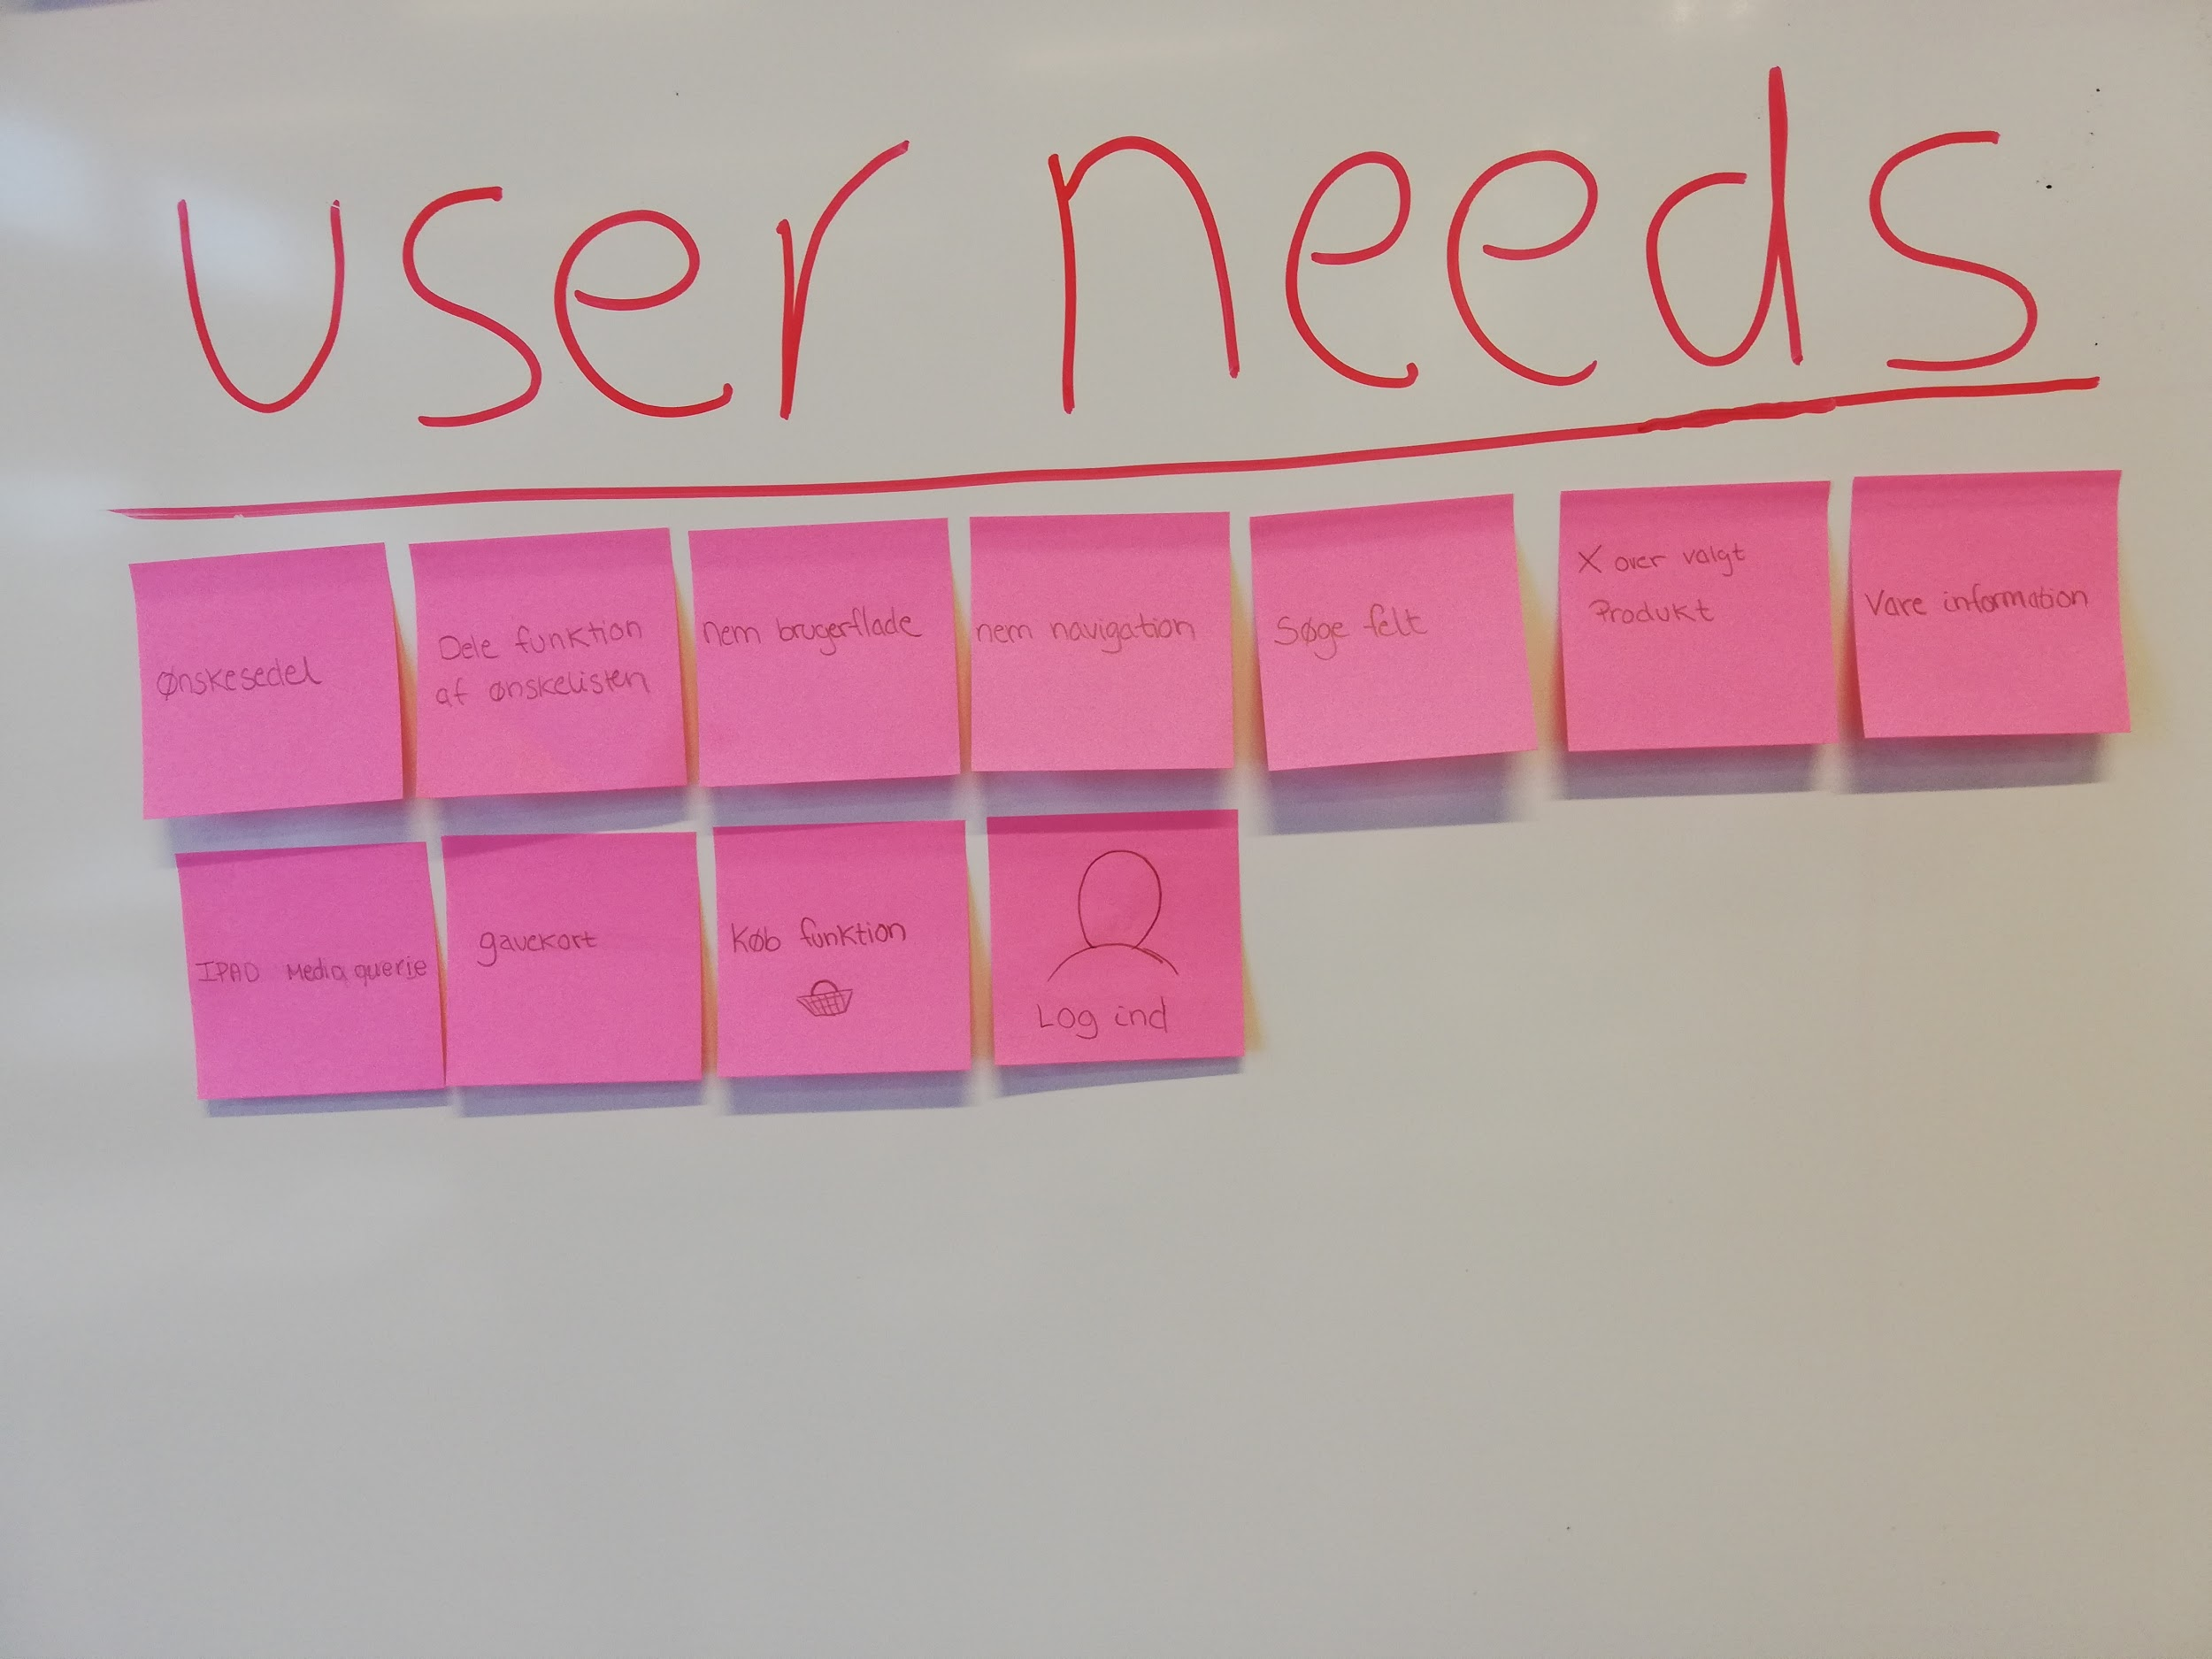 user needs
Ønskesedel
Dele funktion
af ønskelisten
nem brugerflade
nem navigation
Søge felt
X over valgt
Produkt
Vare information
IPAD Media querie
gavekort
Køb funktion
Log ind